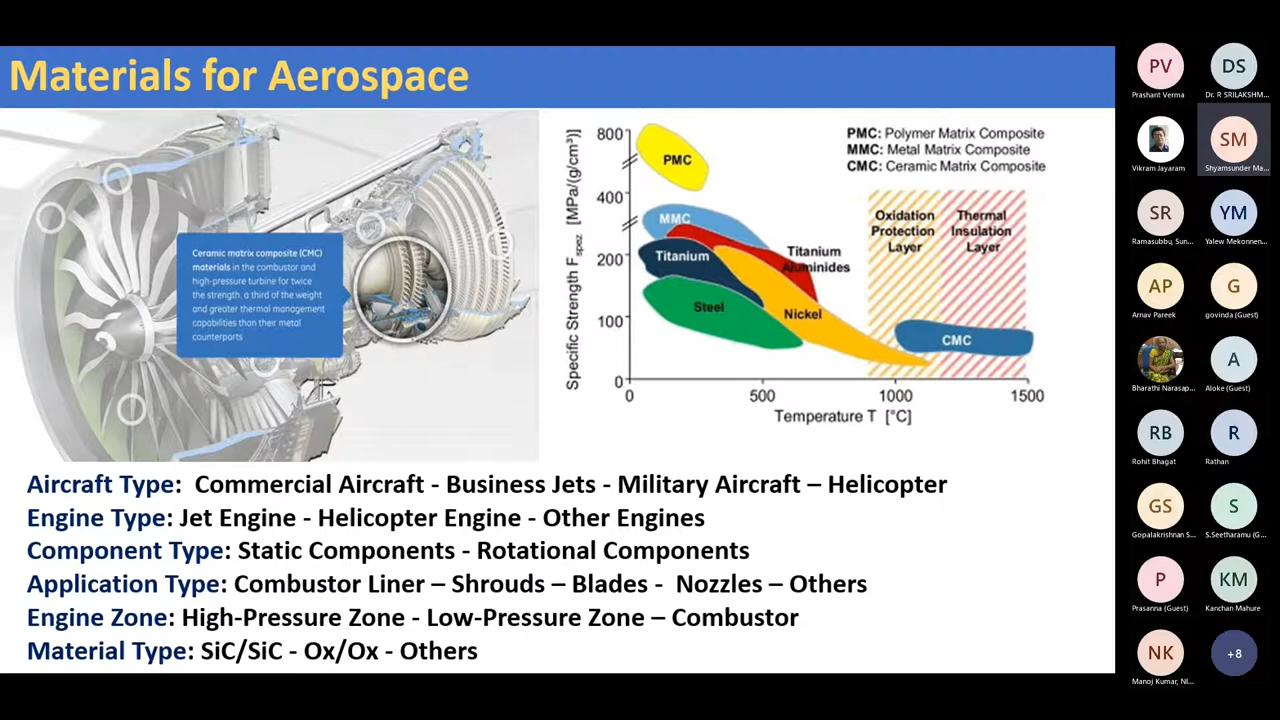 Materials for Aerospace
Ceramic matrix composite (CMC)
materials in the combustor and
high-pressure turbine for twice
the strength, a third of the weight
and greater thermal management
capabilities than their metal
counterparts
Specific Strength F_spez [MPa/(g/cm³)]
800
400
200
100
0
0
500
1000
1500
Temperature T [°C]
PMC: Polymer Matrix Composite
MMC: Metal Matrix Composite
CMC: Ceramic Matrix Composite
PMC
MMC
Titanium
Steel
Titanium
Aluminides
Nickel
CMC
Oxidation
Protection
Layer
Thermal
Insulation
Layer
Aircraft Type: Commercial Aircraft - Business Jets - Military Aircraft – Helicopter
Engine Type: Jet Engine - Helicopter Engine - Other Engines
Component Type: Static Components - Rotational Components
Application Type: Combustor Liner – Shrouds – Blades - Nozzles – Others
Engine Zone: High-Pressure Zone - Low-Pressure Zone – Combustor
Material Type: SiC/SiC - Ox/Ox - Others
PV
Prashant Verma
DS
Dr. R SRILAKSHM...
Vikram Jayaram
SM
Shyamsunder Ma...
SR
Ramasubbu, Sun...
YM
Yalew Mekonnen...
AP
Arnav Pareek
G
govinda (Guest)
Bharathi Narasap...
A
Aloke (Guest)
RB
Rohit Bhagat
R
Rathan
GS
Gopalakrishnan S...
S
S.Seetharamu (G...
P
Prasanna (Guest)
KM
Kanchan Mahure
NK
Manoj Kumar, NI...
+8